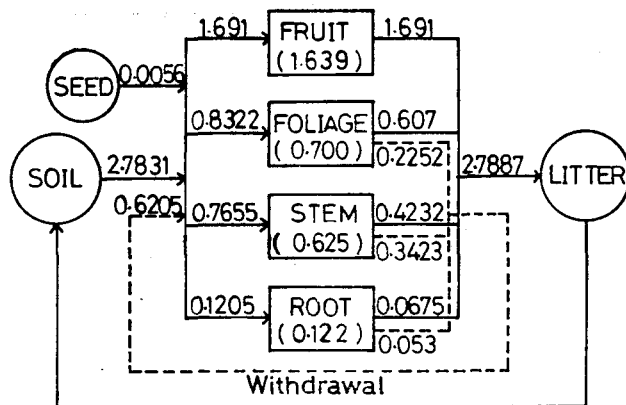 1.691
FRUIT
(1.639)
1.691
SEED
0.0056
0.8322
FOLIAGE
(0.700)
0.607
0.2252
SOIL
2.7831
2.7887
LITTER
0.6205
0.7655
STEM
(0.625)
0.4232
0.3423
0.1205
ROOT
(0.122)
0.0675
0.053
Withdrawal